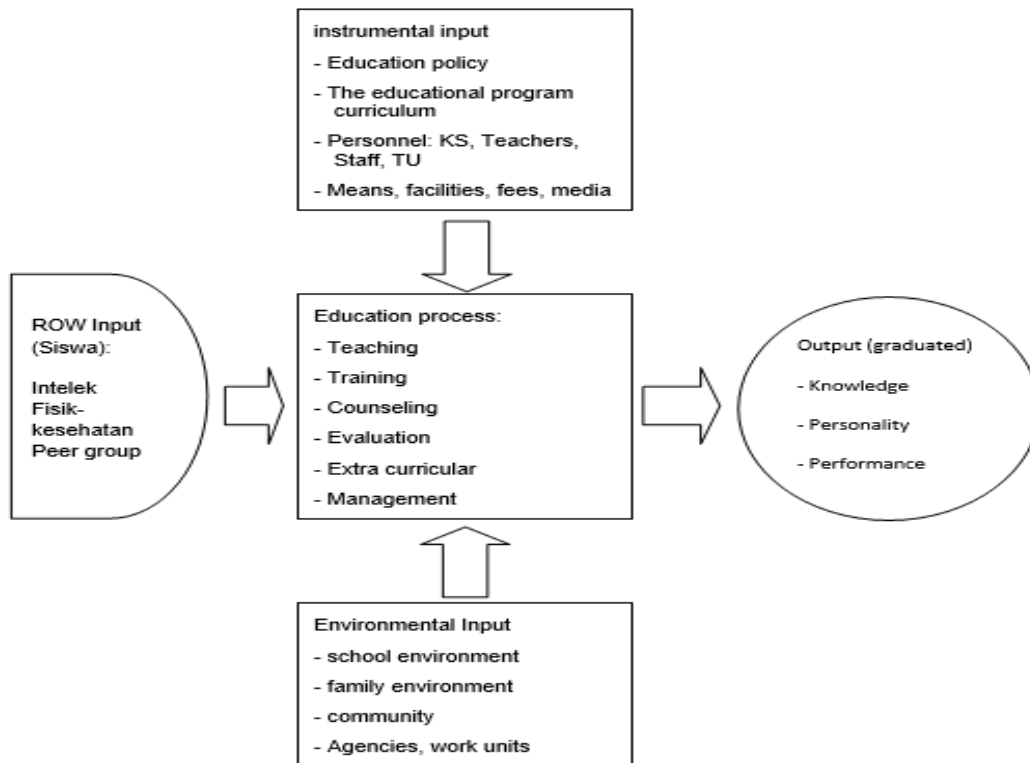 instrumental input
- Education policy
- The educational program
curriculum
- Personnel: KS, Teachers,
Staff, TU
- Means, facilities, fees, media
ROW Input
(Siswa):
Intelek
Fisik-
kesehatan
Peer group
Education process:
- Teaching
- Training
- Counseling
- Evaluation
- Extra curricular
- Management
Output (graduated)
- Knowledge
- Personality
- Performance
Environmental Input
- school environment
- family environment
- community
- Agencies, work units